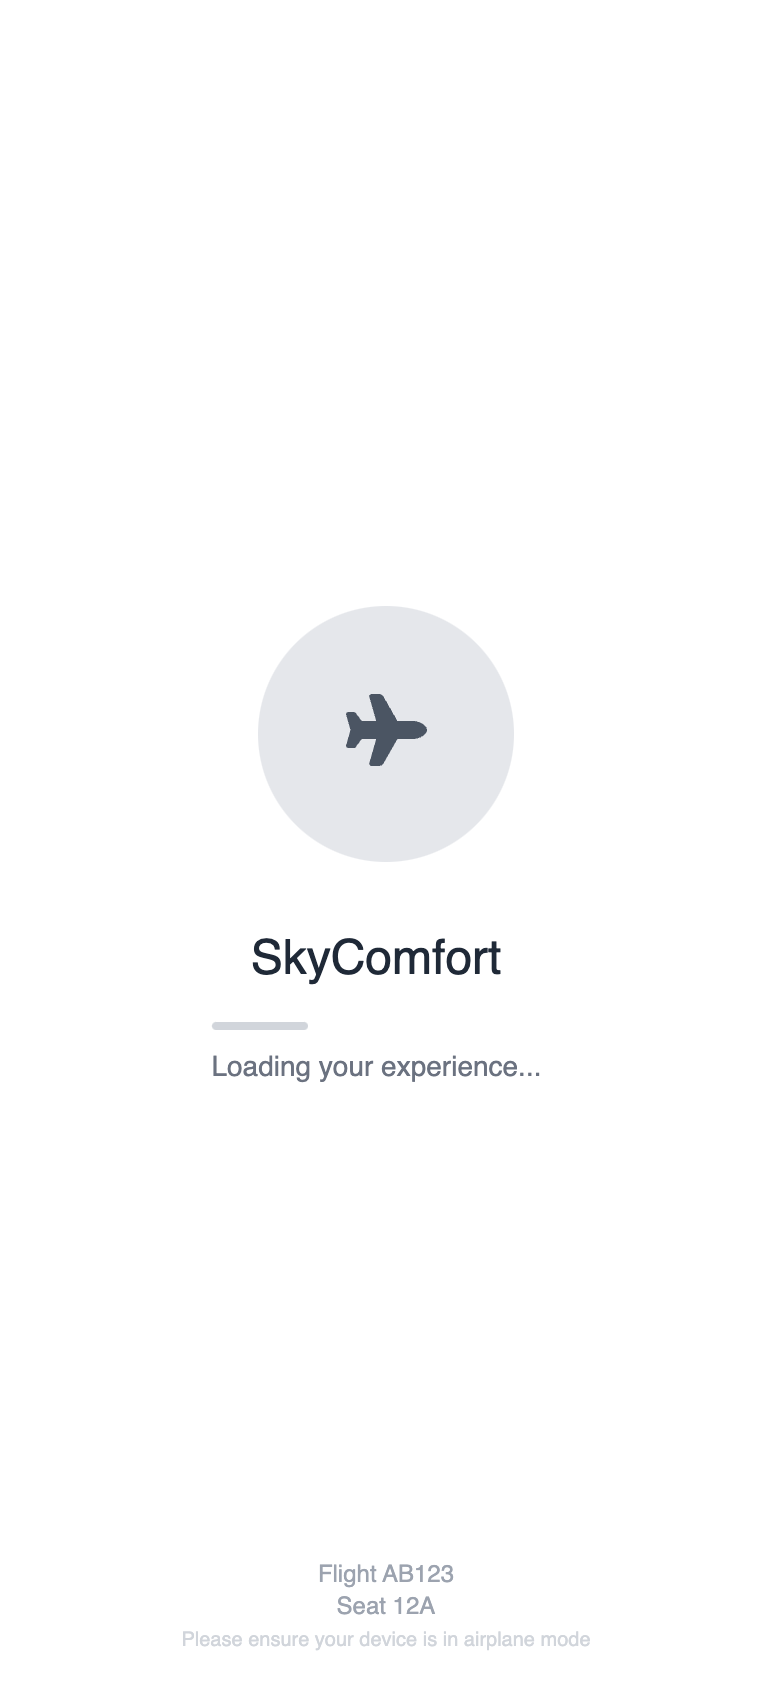 SkyComfort
Loading your experience...
Flight AB123
Seat 12A
Please ensure your device is in airplane mode